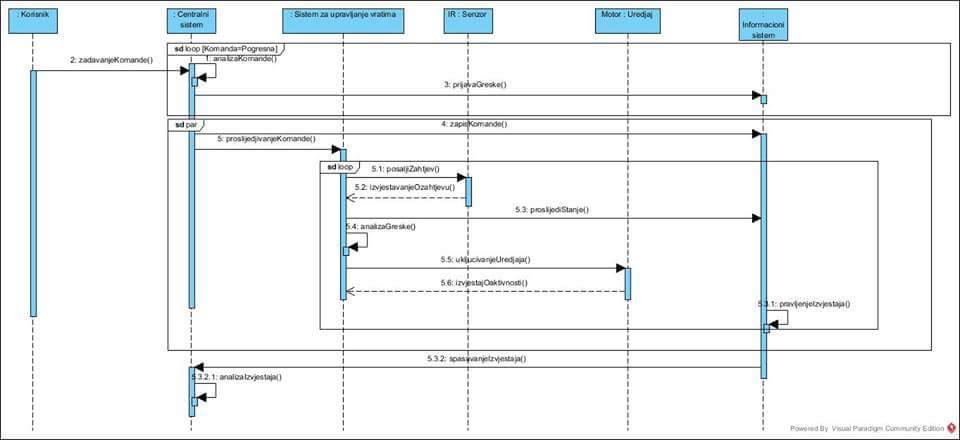 : Korisnik
: Centralni
sistem
: Sistem za upravljanje vratima
IR : Senzor
Motor : Uredjaj
:
Informacioni
sistem
sd loop [Komanda=Pogresna]
1: analizaKomande()
2: zadavanjeKomande()
3: prijavaGreske()
sd par
4: zapisKomande()
5: proslijedjivanjeKomande()
sd loop
5.1: posaljiZahtjev()
5.2: izvjestavanjeOzahtjevu()
5.3: proslijediStanje()
5.4: analizaGreske()
5.5: ukljucivanjeUredjaja()
5.6: izvjestajOaktivnosti()
5.3.1: pravljenjeIzvjestaja()
5.3.2: spasavanjeIzvjestaja()
5.3.2.1: analizaIzvjestaja()
Powered By Visual Paradigm Community Edition